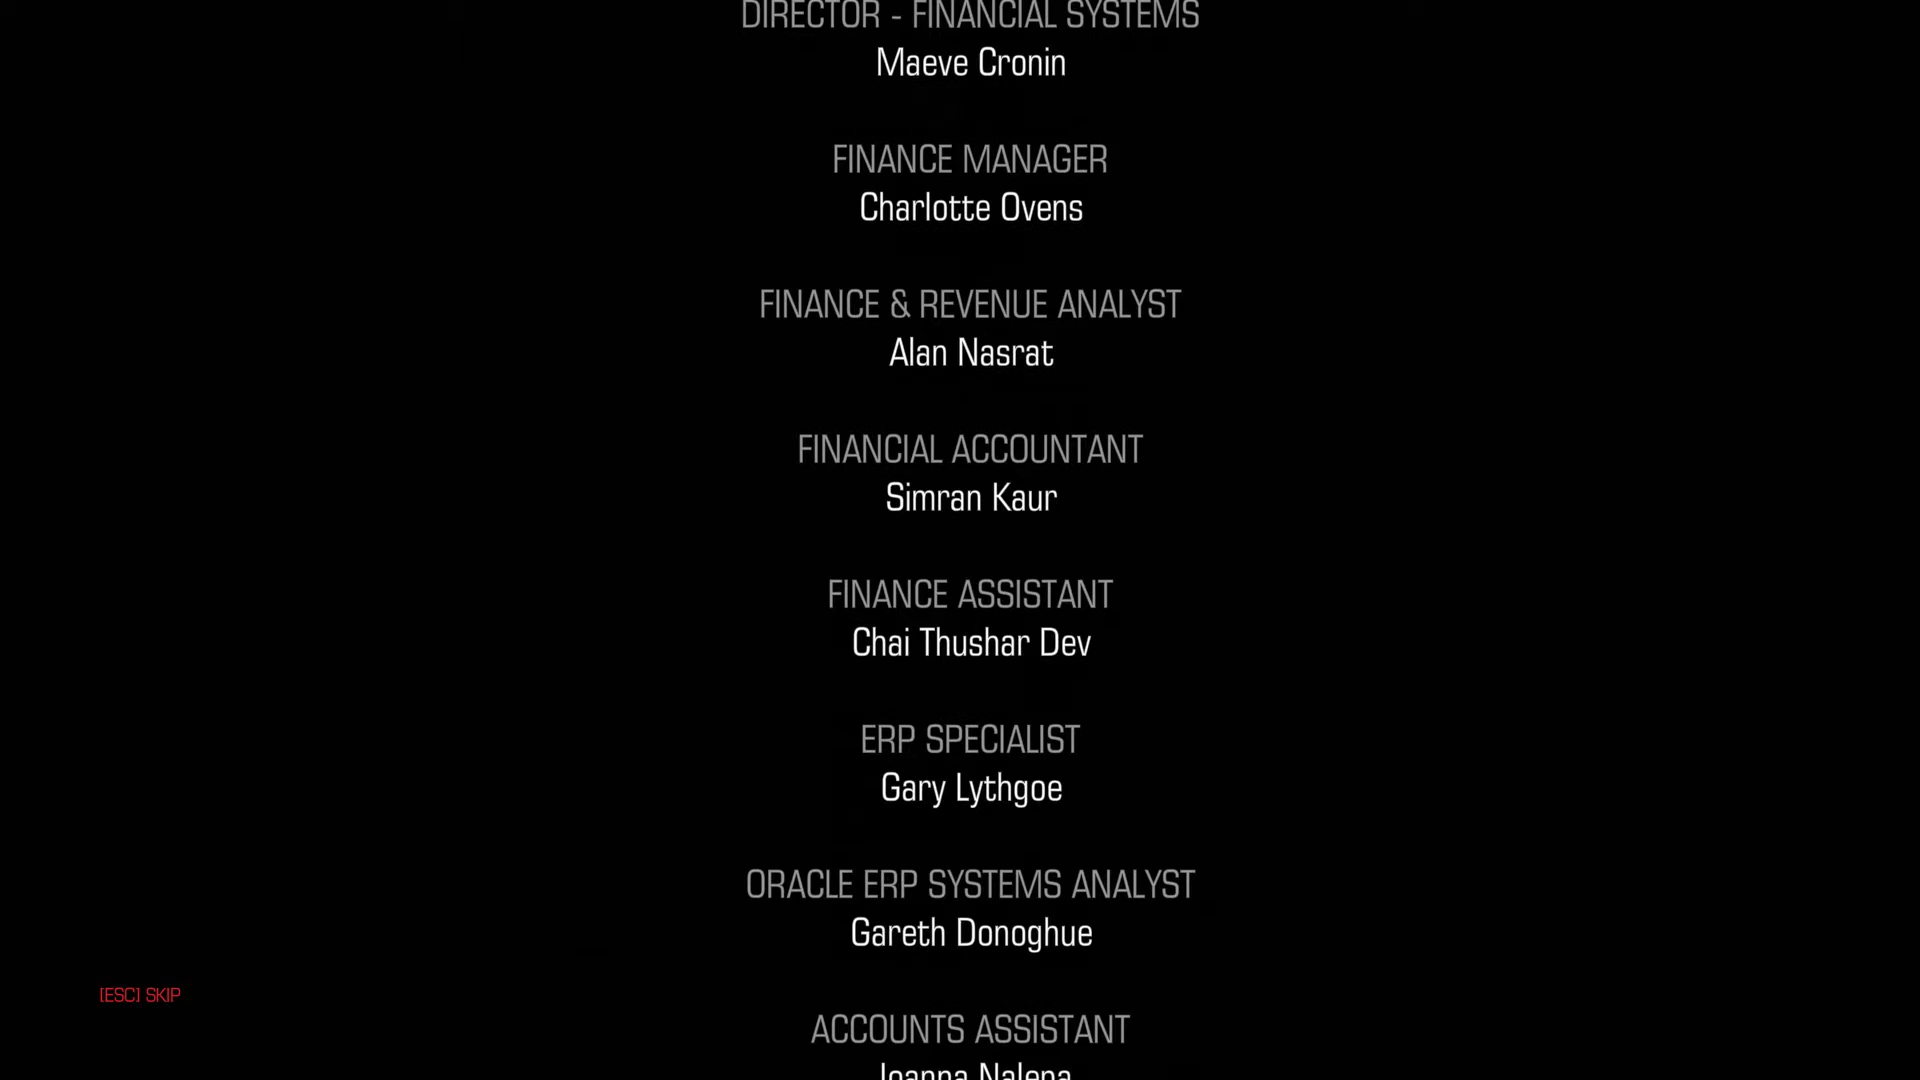 DIRECTOR - FINANCIAL SYSTEMS
Maeve Cronin
FINANCE MANAGER
Charlotte Ovens
FINANCE & REVENUE ANALYST
Alan Nasrat
FINANCIAL ACCOUNTANT
Simran Kaur
FINANCE ASSISTANT
Chai Thushar Dev
ERP SPECIALIST
Gary Lythgoe
ORACLE ERP SYSTEMS ANALYST
Gareth Donoghue
[ESC] SKIP
ACCOUNTS ASSISTANT
Joanna